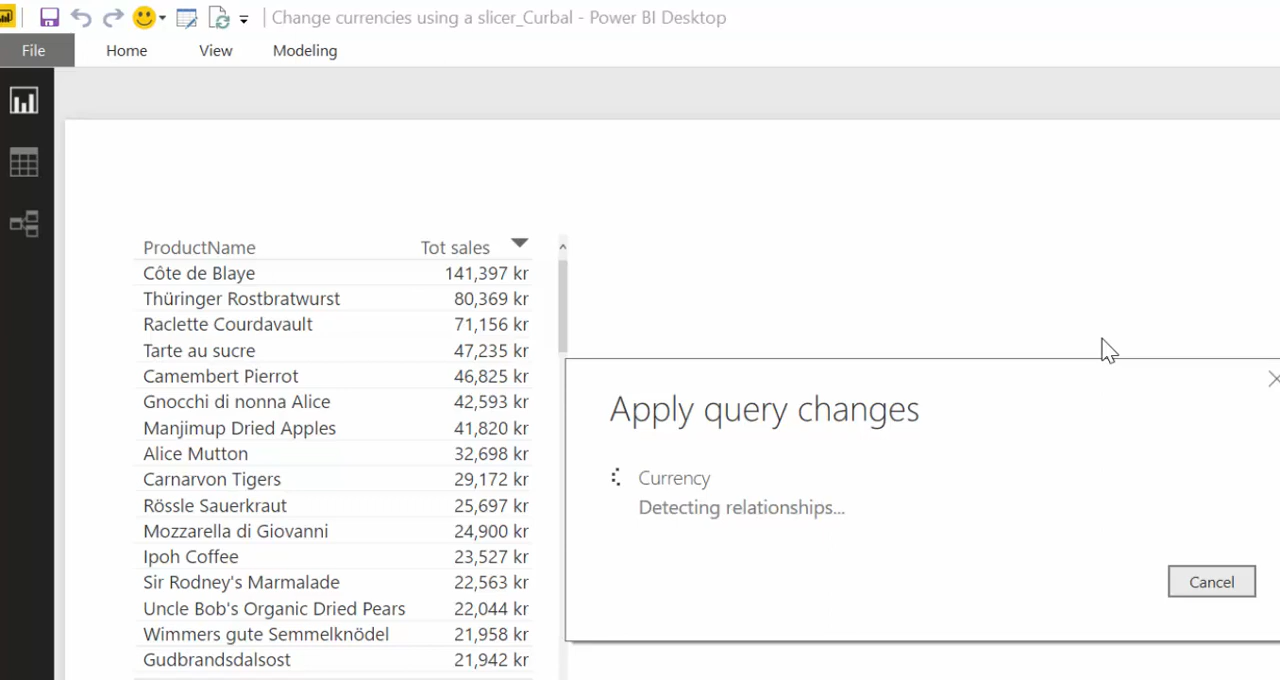 Change currencies using a slicer_Curbal - Power BI Desktop
File Home View Modeling
ProductName Tot sales
Côte de Blaye 141,397 kr
Thüringer Rostbratwurst 80,369 kr
Raclette Courdavault 71,156 kr
Tarte au sucre 47,235 kr
Camembert Pierrot 46,825 kr
Gnocchi di nonna Alice 42,593 kr
Manjimup Dried Apples 41,820 kr
Alice Mutton 32,698 kr
Carnarvon Tigers 29,172 kr
Rössle Sauerkraut 25,697 kr
Mozzarella di Giovanni 24,900 kr
Ipoh Coffee 23,527 kr
Sir Rodney's Marmalade 22,563 kr
Uncle Bob's Organic Dried Pears 22,044 kr
Wimmers gute Semmelknödel 21,958 kr
Gudbrandsdalsost 21,942 kr
Apply query changes
Currency
Detecting relationships...
Cancel